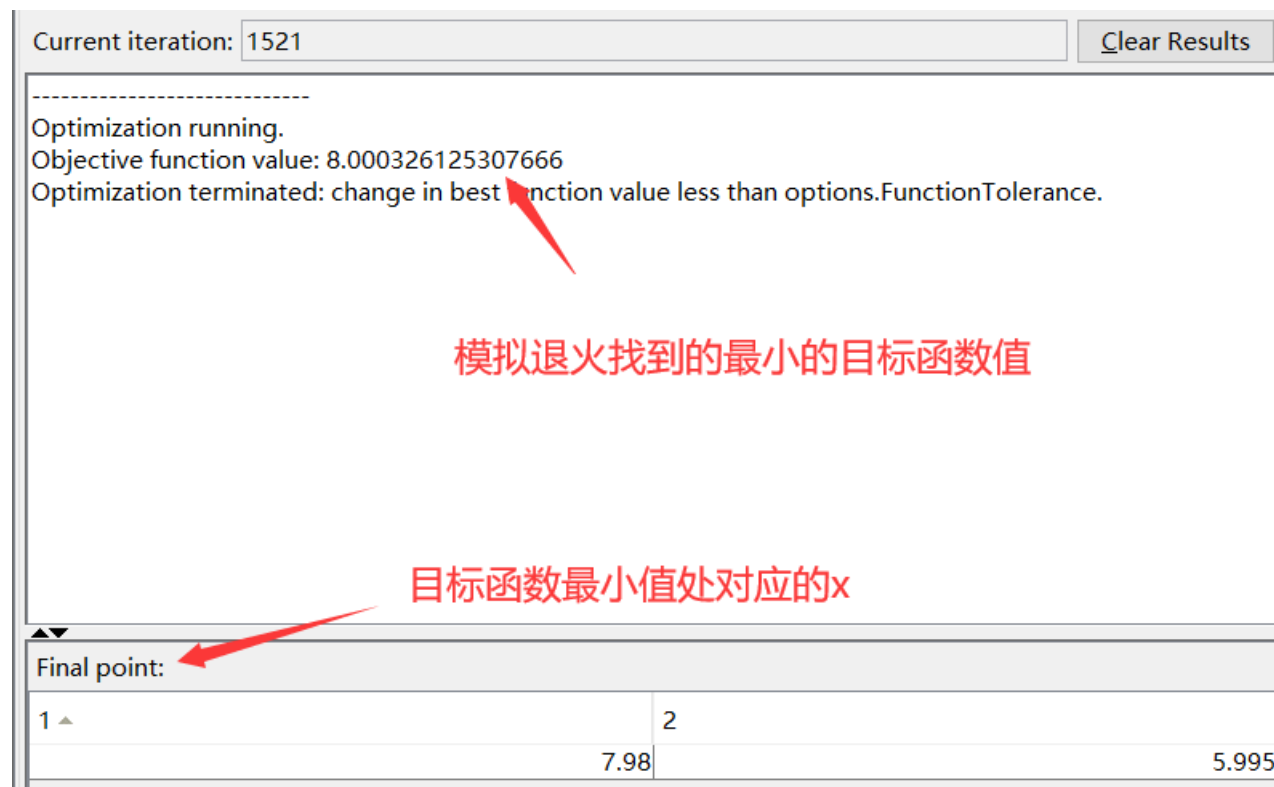 Current iteration: 1521 Clear Results
-----------------------------
Optimization running.
Objective function value: 8.000326125307666
Optimization terminated: change in best function value less than options.FunctionTolerance.
模拟退火找到的最小的目标函数值
目标函数最小值处对应的x
Final point:
1 2
7.98 5.995